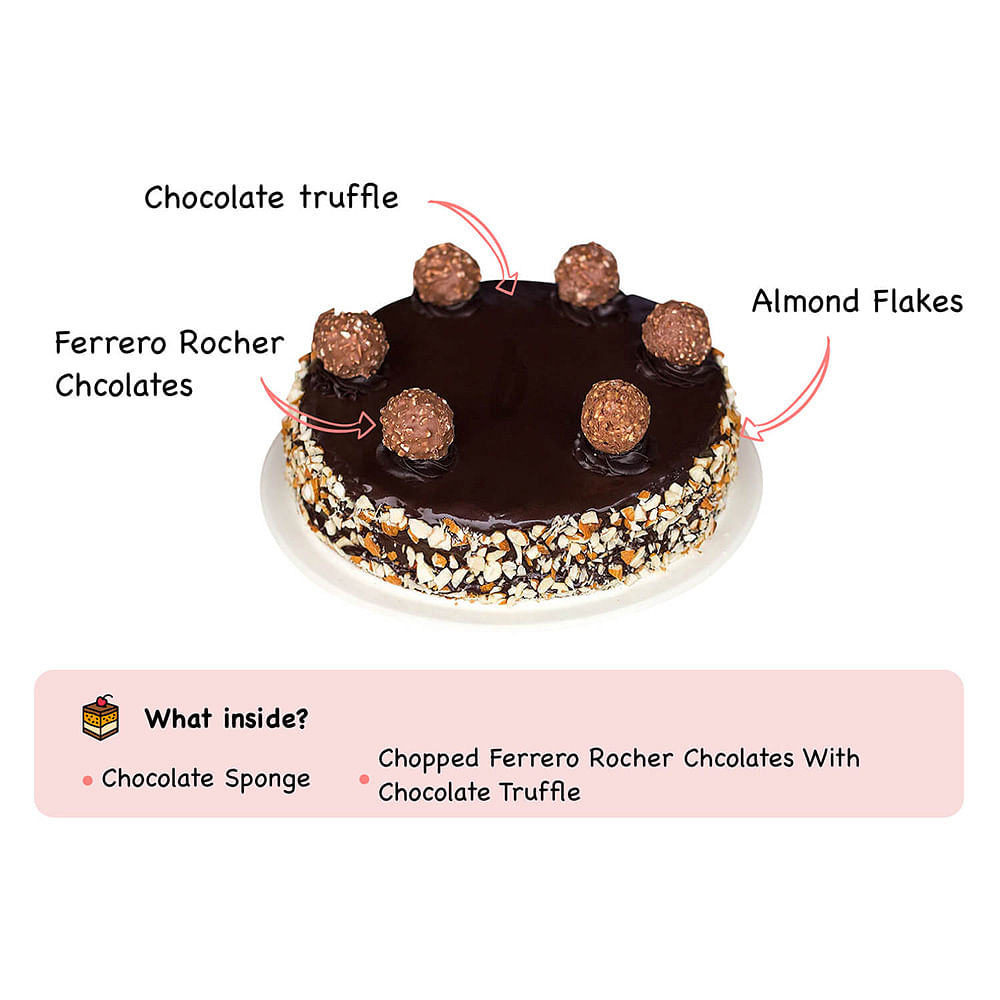 Chocolate truffle
Almond Flakes
Ferrero Rocher
Chcolates
What inside?
Chocolate Sponge
Chopped Ferrero Rocher Chcolates With
Chocolate Truffle